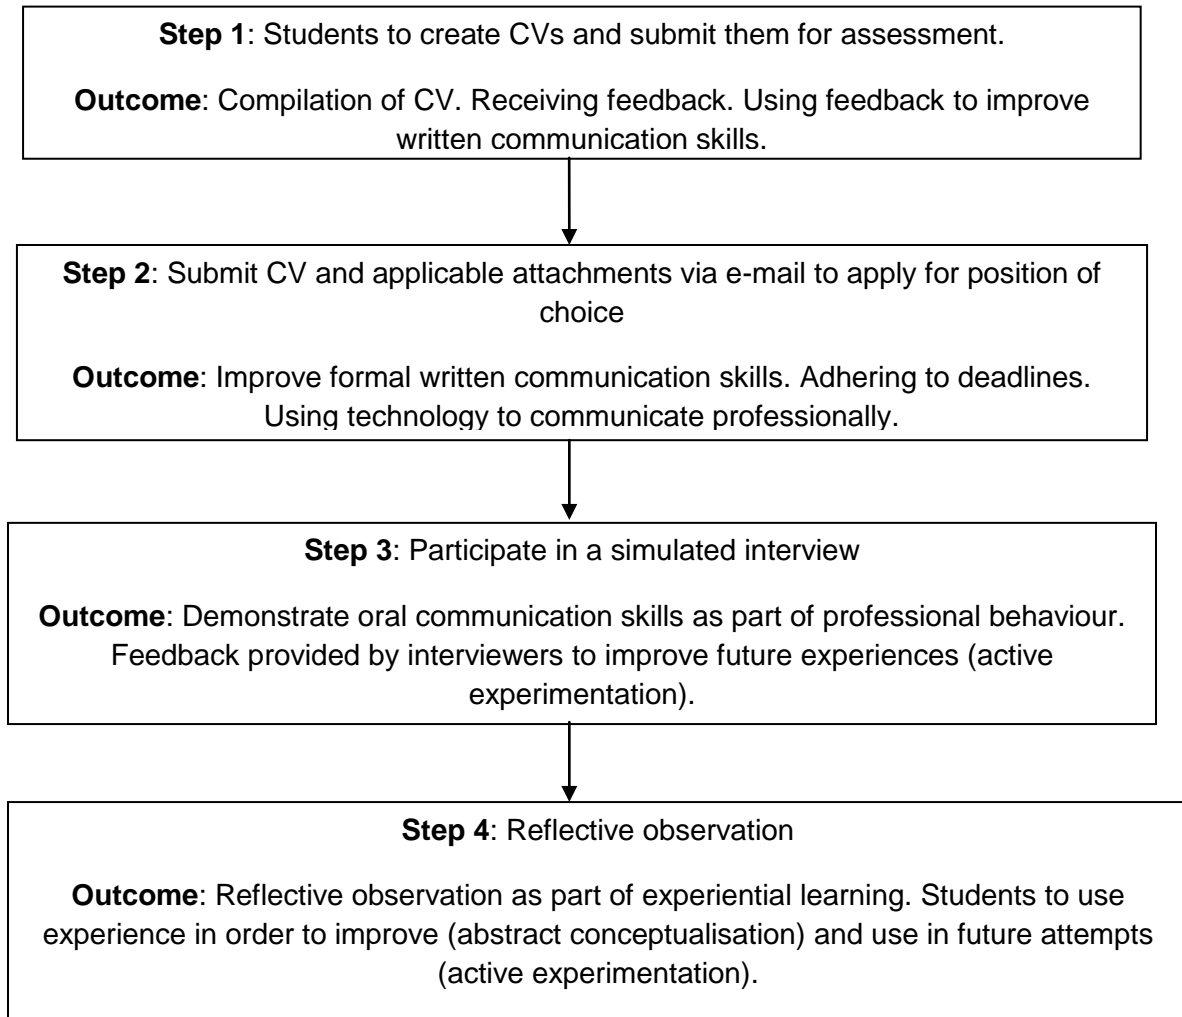 Step 1: Students to create CVs and submit them for assessment.
Outcome: Compilation of CV. Receiving feedback. Using feedback to improve
written communication skills.
Step 2: Submit CV and applicable attachments via e-mail to apply for position of
choice
Outcome: Improve formal written communication skills. Adhering to deadlines.
Using technology to communicate professionally.
Step 3: Participate in a simulated interview
Outcome: Demonstrate oral communication skills as part of professional behaviour.
Feedback provided by interviewers to improve future experiences (active
experimentation).
Step 4: Reflective observation
Outcome: Reflective observation as part of experiential learning. Students to use
experience in order to improve (abstract conceptualisation) and use in future attempts
(active experimentation).